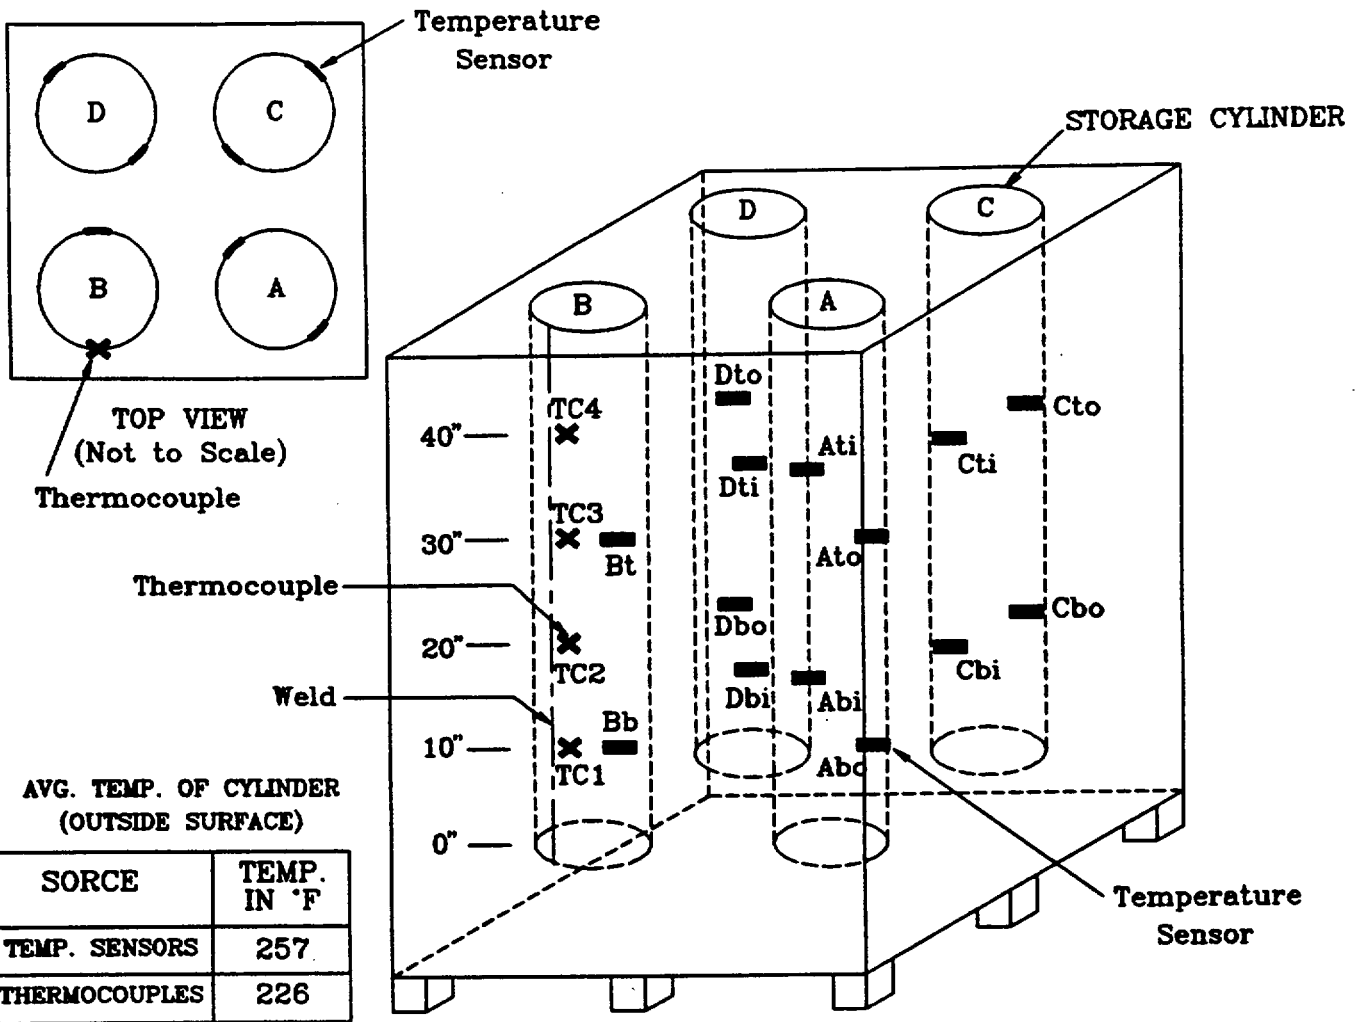 Temperature
Sensor
D
C
B
A
TOP VIEW
(Not to Scale)
Thermocouple
STORAGE CYLINDER
D
C
B
A
Dto
Cto
TC4
40"
Ati
Cti
Dti
TC3
30"
Bt
Ato
Thermocouple
Dbo
Cbo
20"
TC2
Cbi
Dbi
Abi
Weld
Bb
10"
TC1
Abo
0"
Temperature
Sensor
AVG. TEMP. OF CYLINDER
(OUTSIDE SURFACE)
SORCE TEMP. IN °F
TEMP. SENSORS 257
THERMOCOUPLES 226